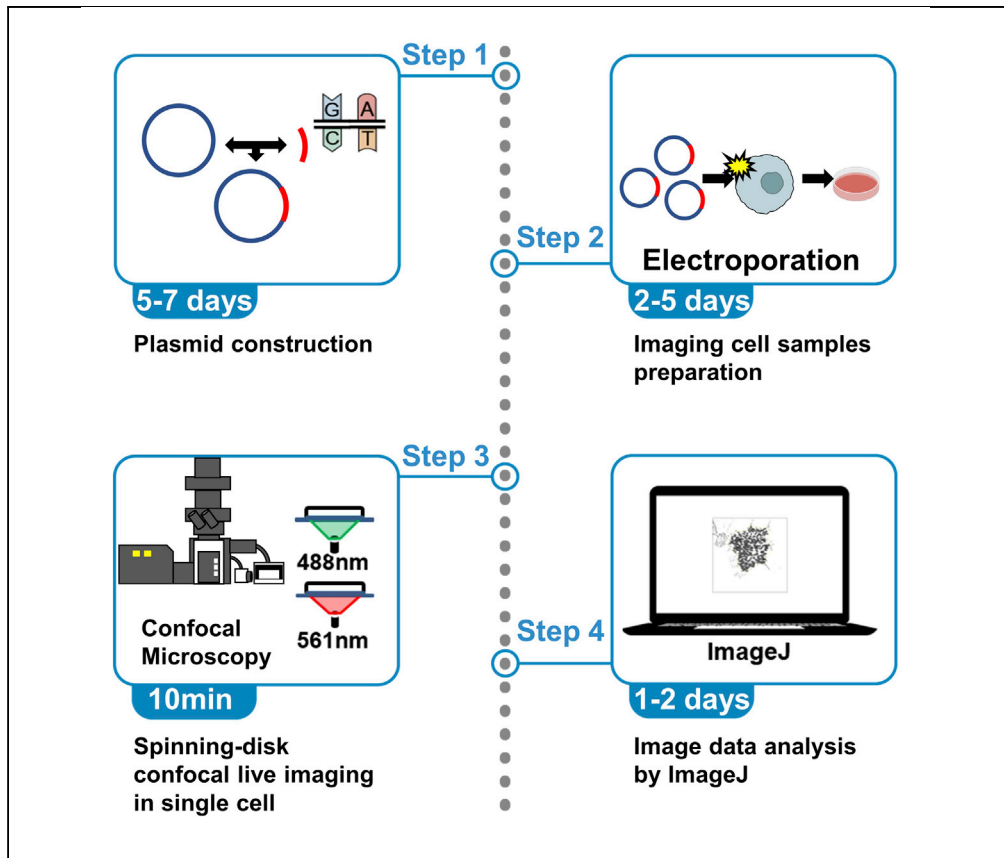 Step 1
G A
C T
5-7 days
Plasmid construction
Step 2
Electroporation
2-5 days
Imaging cell samples
preparation
Step 3
488nm
561nm
Confocal
Microscopy
10min
Spinning-disk
confocal live imaging
in single cell
Step 4
ImageJ
1-2 days
Image data analysis
by ImageJ